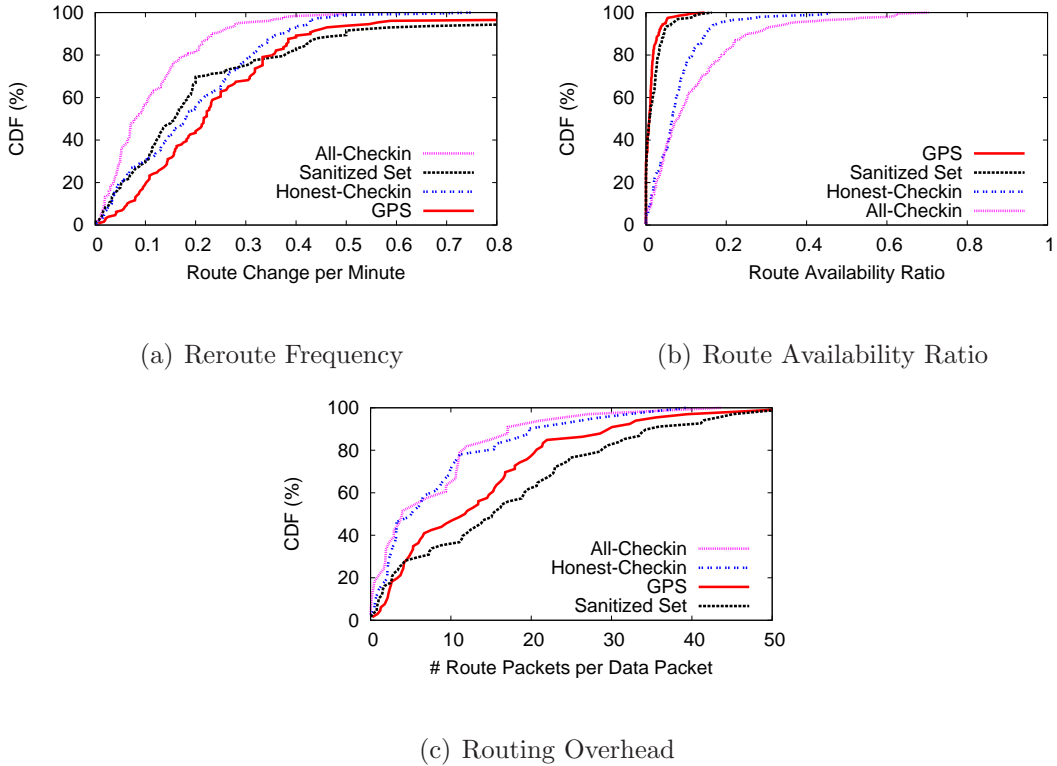 CDF (%)
100
80
60
40
20
0
All-Checkin
Sanitized Set
Honest-Checkin
GPS
0 0.1 0.2 0.3 0.4 0.5 0.6 0.7 0.8
Route Change per Minute
(a) Reroute Frequency
CDF (%)
100
80
60
40
20
0
GPS
Sanitized Set
Honest-Checkin
All-Checkin
0 0.2 0.4 0.6 0.8 1
Route Availability Ratio
(b) Route Availability Ratio
CDF (%)
100
80
60
40
20
0
All-Checkin
Honest-Checkin
GPS
Sanitized Set
0 10 20 30 40 50
# Route Packets per Data Packet
(c) Routing Overhead